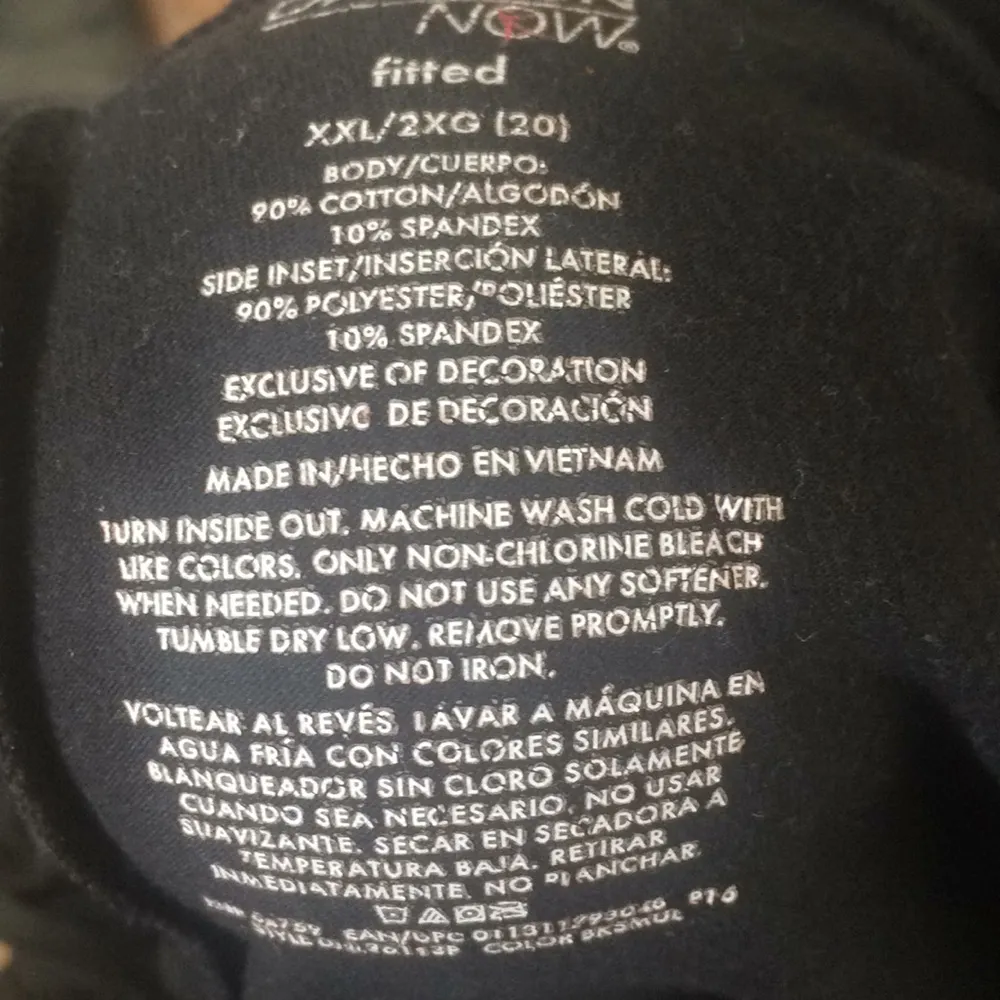 NOW®
fitted
XXL/2XG (20)
BODY/CUERPO:
90% COTTON/ALGODÓN
10% SPANDEX
SIDE INSET/INSERCIÓN LATERAL:
90% POLYESTER/POLIÉSTER
10% SPANDEX
EXCLUSIVE OF DECORATION
EXCLUSIVO DE DECORACIÓN
MADE IN/HECHO EN VIETNAM
TURN INSIDE OUT. MACHINE WASH COLD WITH
LIKE COLORS. ONLY NON-CHLORINE BLEACH
WHEN NEEDED. DO NOT USE ANY SOFTENER.
TUMBLE DRY LOW. REMOVE PROMPTLY.
DO NOT IRON.
VOLTEAR AL REVÉS. LAVAR A MÁQUINA EN
AGUA FRÍA CON COLORES SIMILARES.
BLANQUEADOR SIN CLORO SOLAMENTE
CUANDO SEA NECESARIO. NO USAR
SUAVIZANTE. SECAR EN SECADORA A
TEMPERATURA BAJA. RETIRAR
INMEDIATAMENTE. NO PLANCHAR.
EAN/UPC
STYLE COLOR